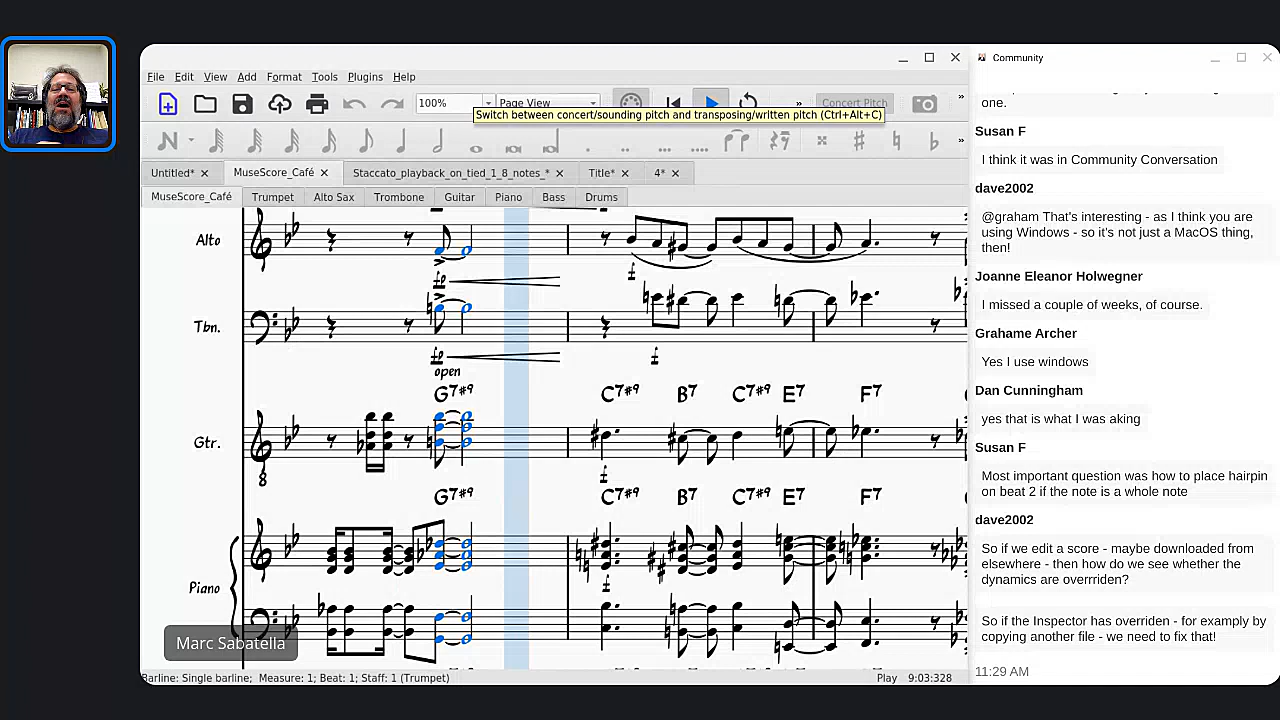 Community
File Edit View Add Format Tools Plugins Help
100% Page View » Concert Pitch »
Switch between concert/sounding pitch and transposing/written pitch (Ctrl+Alt+C)
»
Untitled* MuseScore_Café Staccato_playback_on_tied_1_8_notes_* Title* 4*
MuseScore_Café Trumpet Alto Sax Trombone Guitar Piano Bass Drums
Alto
fp
f
Tbn.
fp
f
open
G7#9 C7#9 B7 C7#9 E7 F7
Gtr.
8
f
G7#9 C7#9 B7 C7#9 E7 F7
Piano
f
Marc Sabatella
Barline: Single barline; Measure: 1; Beat: 1; Staff: 1 (Trumpet) Play 9:03:328
one.
Susan F
I think it was in Community Conversation
dave2002
@graham That's interesting - as I think you are
using Windows - so it's not just a MacOS thing,
then!
Joanne Eleanor Holwegner
I missed a couple of weeks, of course.
Grahame Archer
Yes I use windows
Dan Cunningham
yes that is what I was aking
Susan F
Most important question was how to place hairpin
on beat 2 if the note is a whole note
dave2002
So if we edit a score - maybe downloaded from
elsewhere - then how do we see whether the
dynamics are overrriden?
So if the Inspector has overriden - for examply by
copying another file - we need to fix that!
11:29 AM